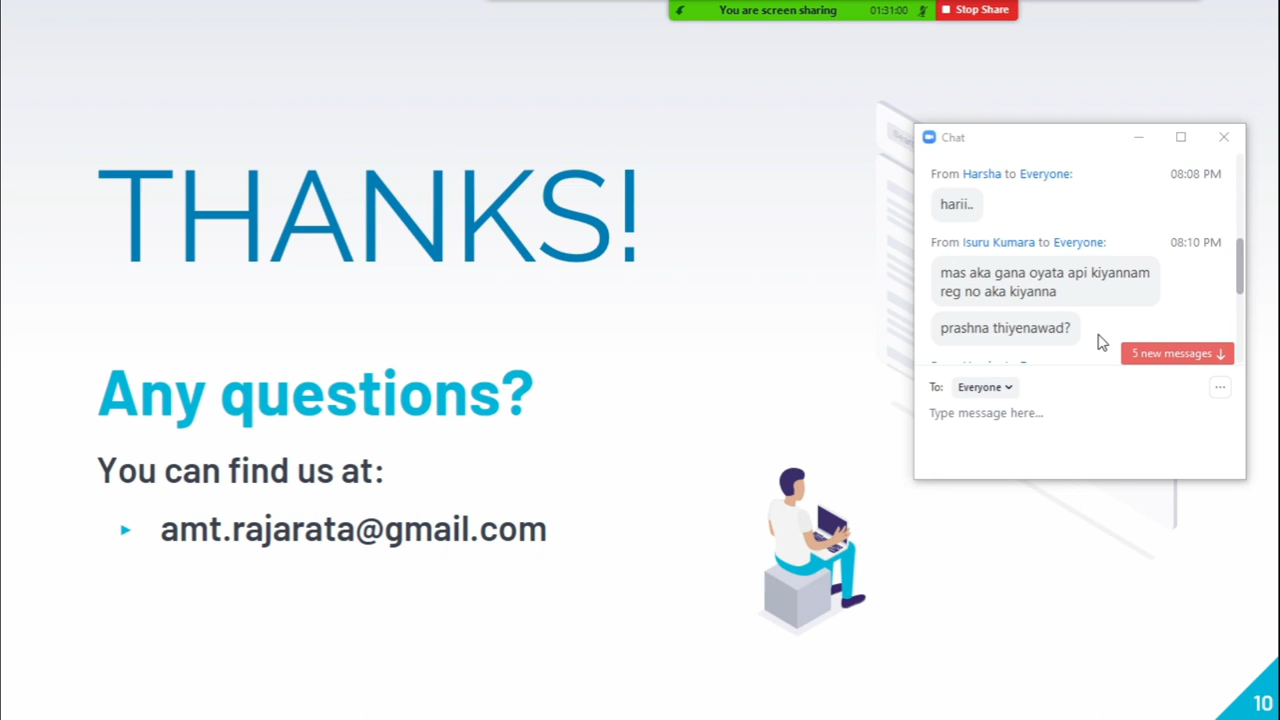 You are screen sharing 01:31:00 Stop Share
THANKS!
Any questions?
You can find us at:
amt.rajarata@gmail.com
Chat
From Harsha to Everyone: 08:08 PM
harii..
From Isuru Kumara to Everyone: 08:10 PM
mas aka gana oyata api kiyannam
reg no aka kiyanna
prashna thiyenawad?
5 new messages ↓
To: Everyone
Type message here...
10